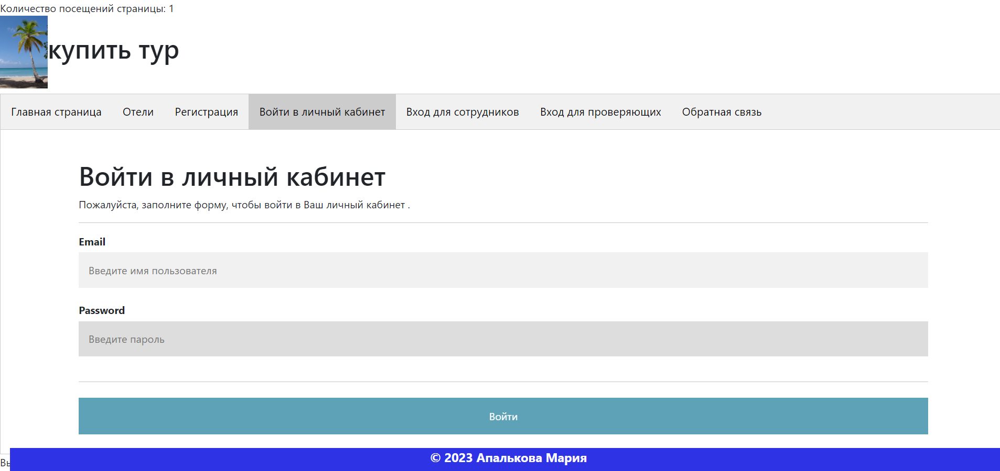 Количество посещений страницы: 1
купить тур
Главная страница Отели Регистрация Войти в личный кабинет Вход для сотрудников Вход для проверяющих Обратная связь
Войти в личный кабинет
Пожалуйста, заполните форму, чтобы войти в Ваш личный кабинет .
Email
Введите имя пользователя
Password
Введите пароль
Войти
© 2023 Апалькова Мария